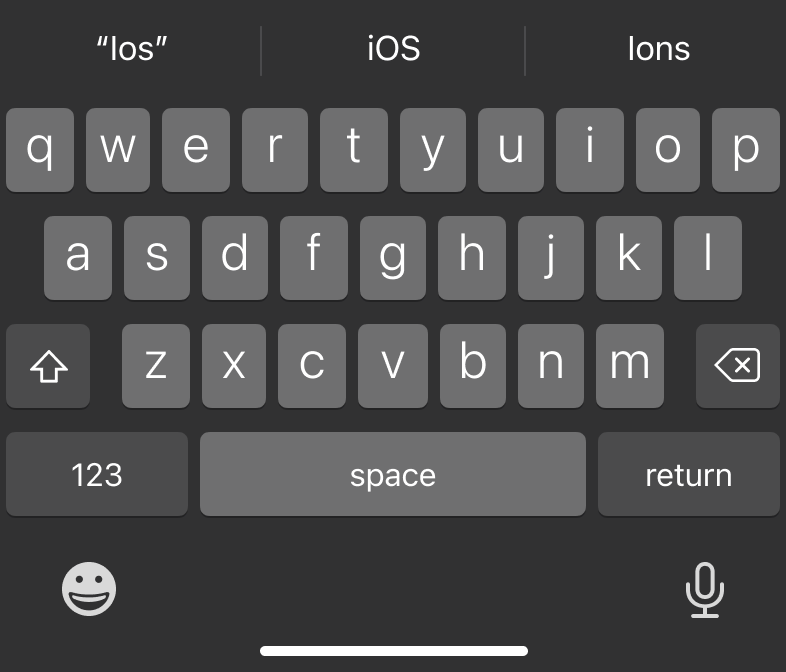 “Ios” iOS Ions
q w e r t y u i o p
a s d f g h j k l
z x c v b n m
123 space return